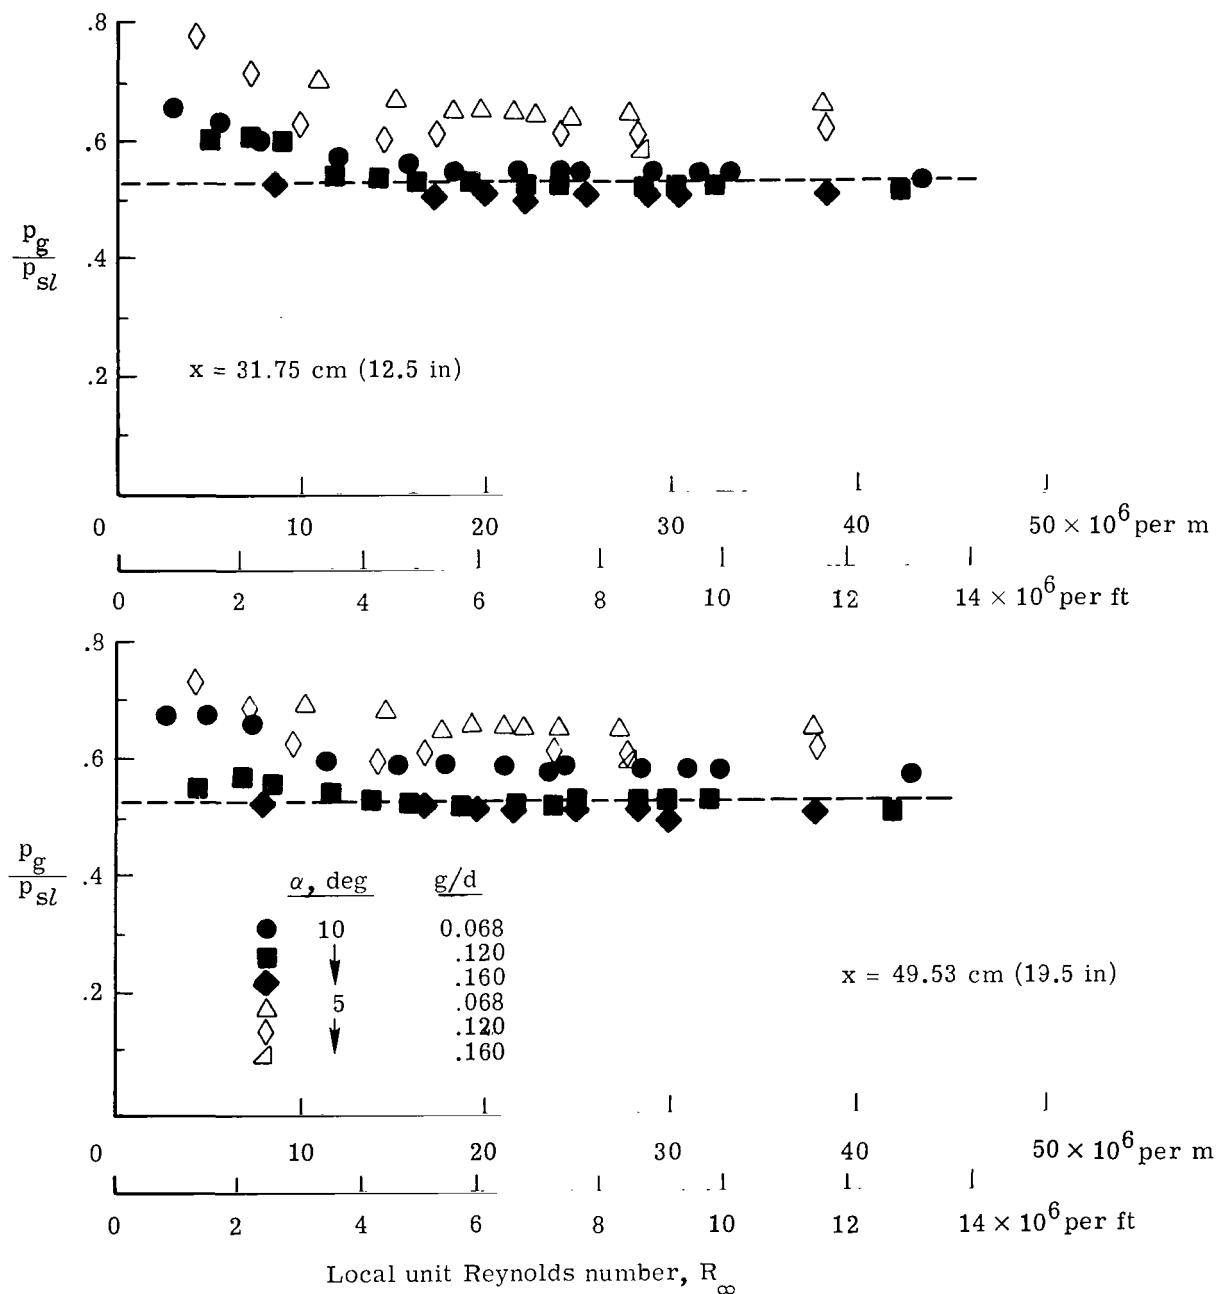 .8
.6
p_g / p_sl
.4
x = 31.75 cm (12.5 in)
.2
0 10 20 30 40 50 × 10^6 per m
0 2 4 6 8 10 12 14 × 10^6 per ft
.8
.6
p_g / p_sl
.4
α, deg g/d
10 0.068
.120
.160
x = 49.53 cm (19.5 in)
.2
5 .068
.120
.160
0 10 20 30 40 50 × 10^6 per m
0 2 4 6 8 10 12 14 × 10^6 per ft
Local unit Reynolds number, R_∞